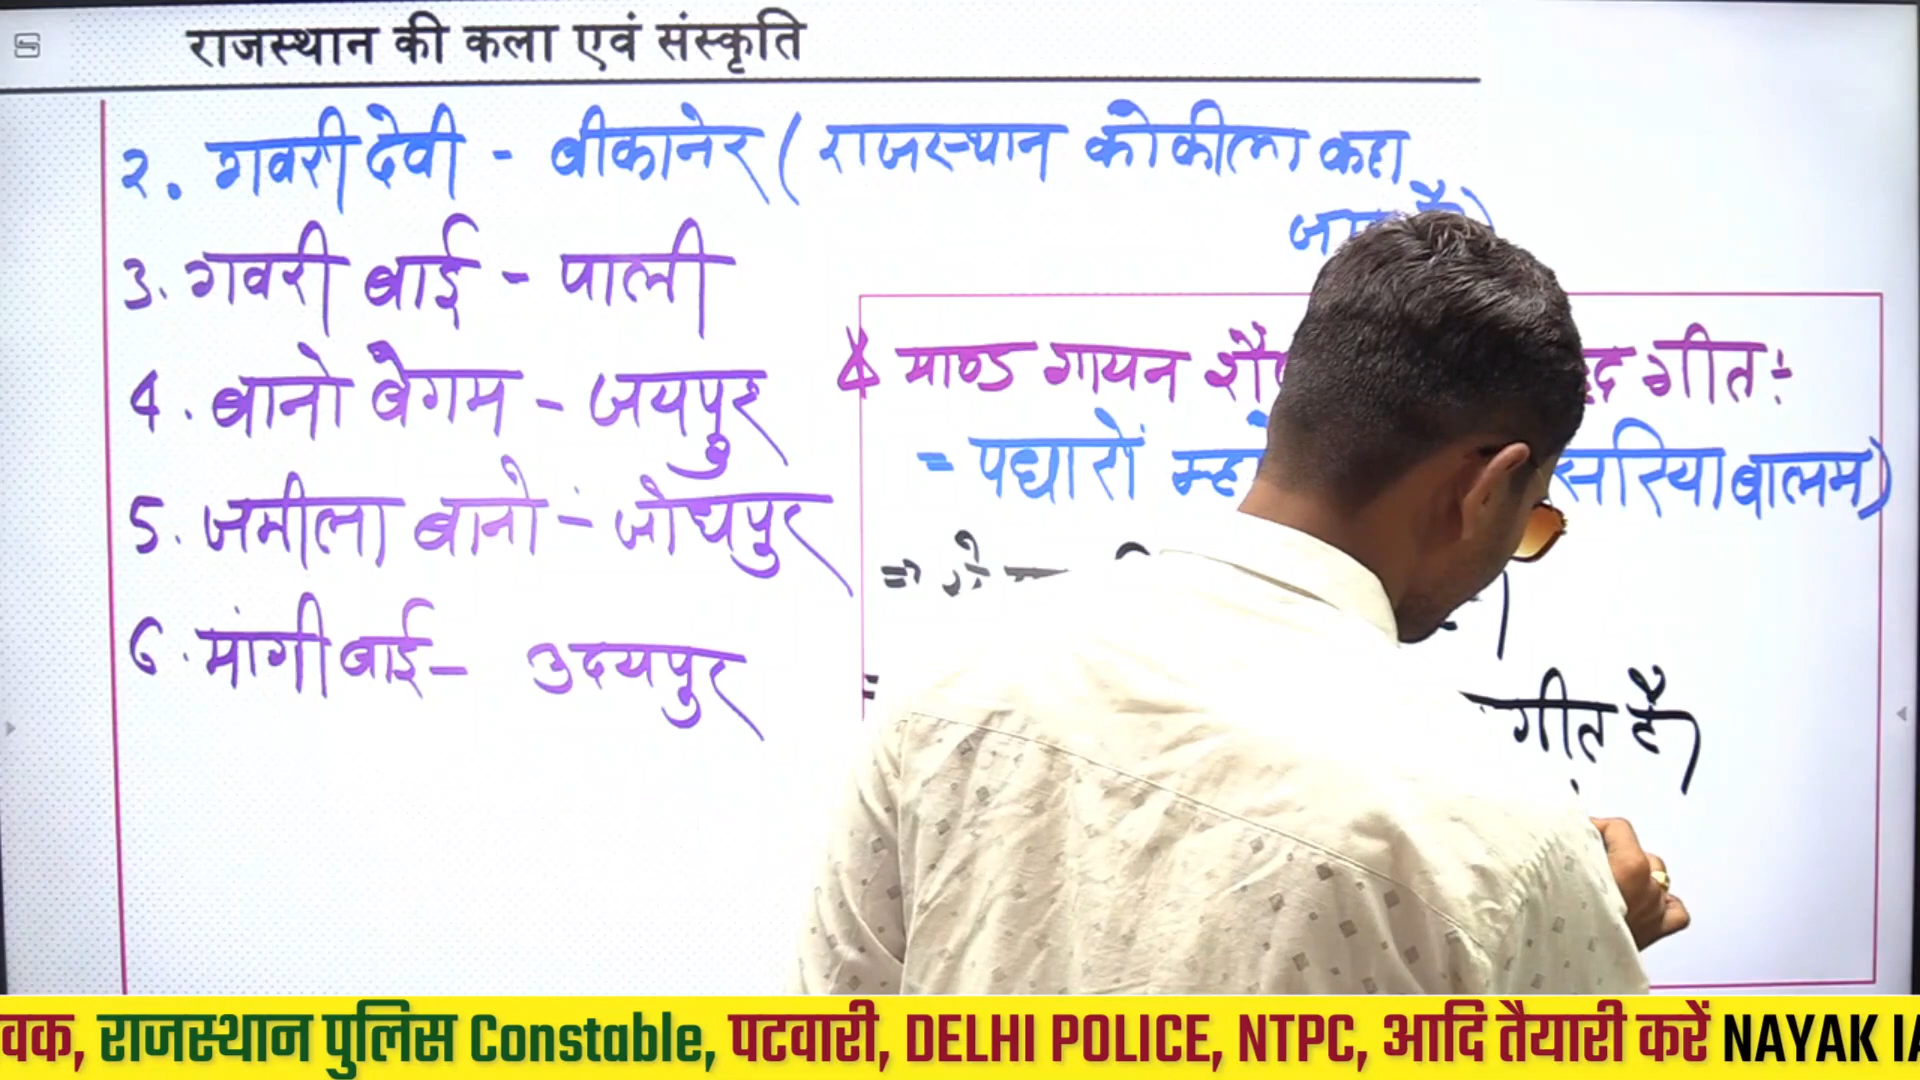 राजस्थान की कला एवं संस्कृति
२. गवरी देवी - बीकानेर ( राजस्थान कोकीला कहा
3. गवरी बाई - पाली
4. बानो बेगम - जयपुर
5. जमीला बानो - जोधपुर
6. मांगी बाई - उदयपुर
माण्ड गायन गीत :-
= पधारों बालम)
गीत है।
वक, राजस्थान पुलिस Constable, पटवारी, DELHI POLICE, NTPC, आदि तैयारी करें NAYAK IA